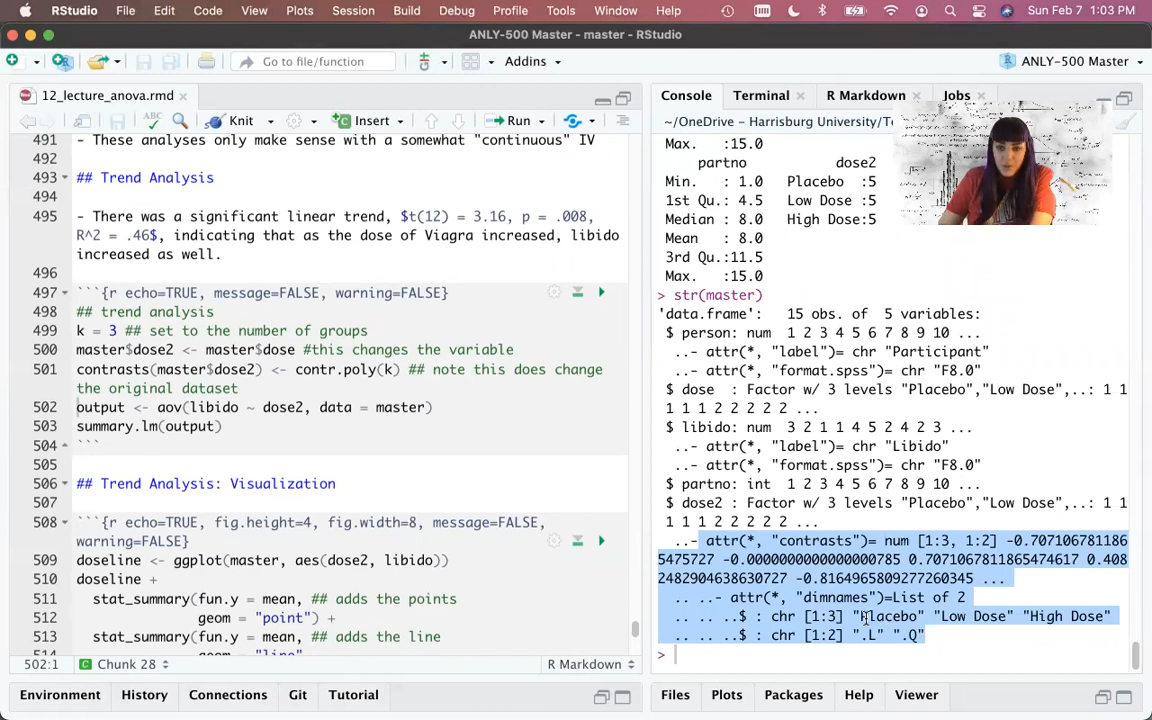 RStudio File Edit Code View Plots Session Build Debug Profile Tools Window Help Sun Feb 7 1:03 PM
ANLY-500 Master - master - RStudio
Go to file/function Addins ANLY-500 Master
12_lecture_anova.rmd
ABC Knit Insert Run
491 - These analyses only make sense with a somewhat "continuous" IV
492
493 ## Trend Analysis
494
495 - There was a significant linear trend, $t(12) = 3.16, p = .008,
R^2 = .46$, indicating that as the dose of Viagra increased, libido
increased as well.
496
497 ```{r echo=TRUE, message=FALSE, warning=FALSE}
498 ## trend analysis
499 k = 3 ## set to the number of groups
500 master$dose2 <- master$dose #this changes the variable
501 contrasts(master$dose2) <- contr.poly(k) ## note this does change
the original dataset
502 output <- aov(libido ~ dose2, data = master)
503 summary.lm(output)
504 ```
505
506 ## Trend Analysis: Visualization
507
508 ```{r echo=TRUE, fig.height=4, fig.width=8, message=FALSE,
warning=FALSE}
509 doseline <- ggplot(master, aes(dose2, libido))
510 doseline +
511 stat_summary(fun.y = mean, ## adds the points
512 geom = "point") +
513 stat_summary(fun.y = mean, ## adds the line
geom = "line",
502:1 Chunk 28 R Markdown
Environment History Connections Git Tutorial
Console Terminal R Markdown Jobs
~/OneDrive - Harrisburg University/Te
Max. :15.0
partno dose2
Min. : 1.0 Placebo :5
1st Qu.: 4.5 Low Dose :5
Median : 8.0 High Dose:5
Mean : 8.0
3rd Qu.:11.5
Max. :15.0
> str(master)
'data.frame': 15 obs. of 5 variables:
$ person: num 1 2 3 4 5 6 7 8 9 10 ...
..- attr(*, "label")= chr "Participant"
..- attr(*, "format.spss")= chr "F8.0"
$ dose : Factor w/ 3 levels "Placebo","Low Dose",..: 1 1
1 1 1 2 2 2 2 2 ...
$ libido: num 3 2 1 1 4 5 2 4 2 3 ...
..- attr(*, "label")= chr "Libido"
..- attr(*, "format.spss")= chr "F8.0"
$ partno: int 1 2 3 4 5 6 7 8 9 10 ...
$ dose2 : Factor w/ 3 levels "Placebo","Low Dose",..: 1 1
1 1 1 2 2 2 2 2 ...
..- attr(*, "contrasts")= num [1:3, 1:2] -0.707106781186
5475727 -0.0000000000000000785 0.7071067811865474617 0.408
2482904638630727 -0.8164965809277260345 ...
.. ..- attr(*, "dimnames")=List of 2
.. .. ..$ : chr [1:3] "Placebo" "Low Dose" "High Dose"
.. .. ..$ : chr [1:2] ".L" ".Q"
>
Files Plots Packages Help Viewer